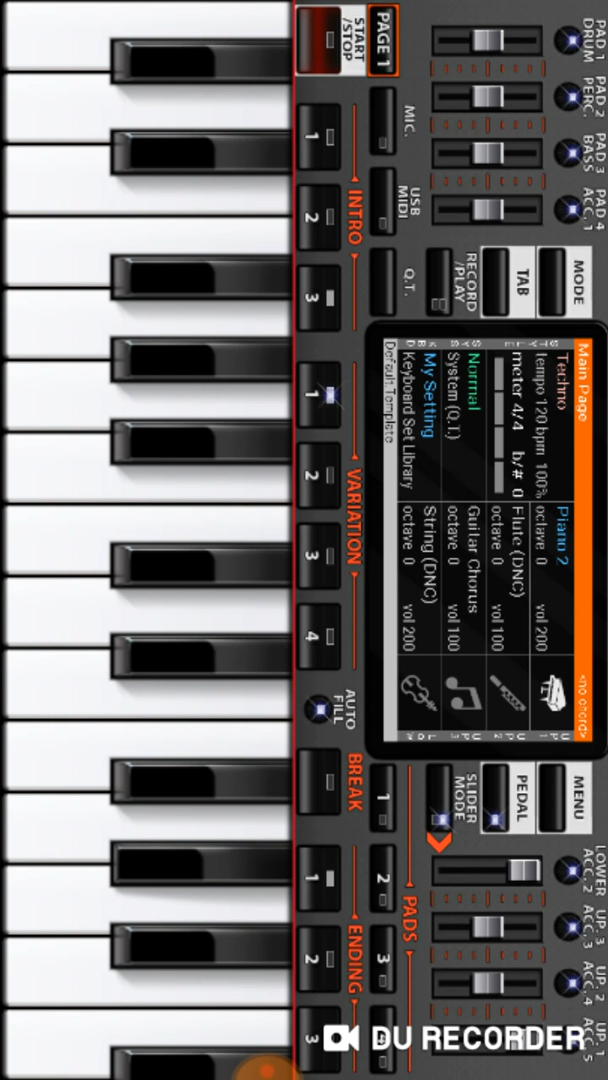 PAD 1 DRUM
PAD 2 PERC.
PAD 3 BASS
PAD 4 ACC. 1
MODE
TAB
RECORD /PLAY
MIC.
USB MIDI
Q.T.
PAGE 1
START /STOP
Main Page
<no chord>
Techno
tempo 120 bpm 100%
meter 4/4 b/# 0
Normal
System (Q.T.)
My Setting
Keyboard Set Library
Default Template
Piano 2
octave 0 vol 200
Flute (DNC)
octave 0 vol 100
Guitar Chorus
octave 0 vol 100
String (DNC)
octave 0 vol 200
MENU
PEDAL
SLIDER MODE
LOWER ACC. 2
UP. 3 ACC. 3
UP. 2 ACC. 4
UP. 1
1 2 3
PADS
INTRO
1 2 3
VARIATION
1 2 3 4
AUTO FILL
BREAK
ENDING
1 2 3
DU RECORDER